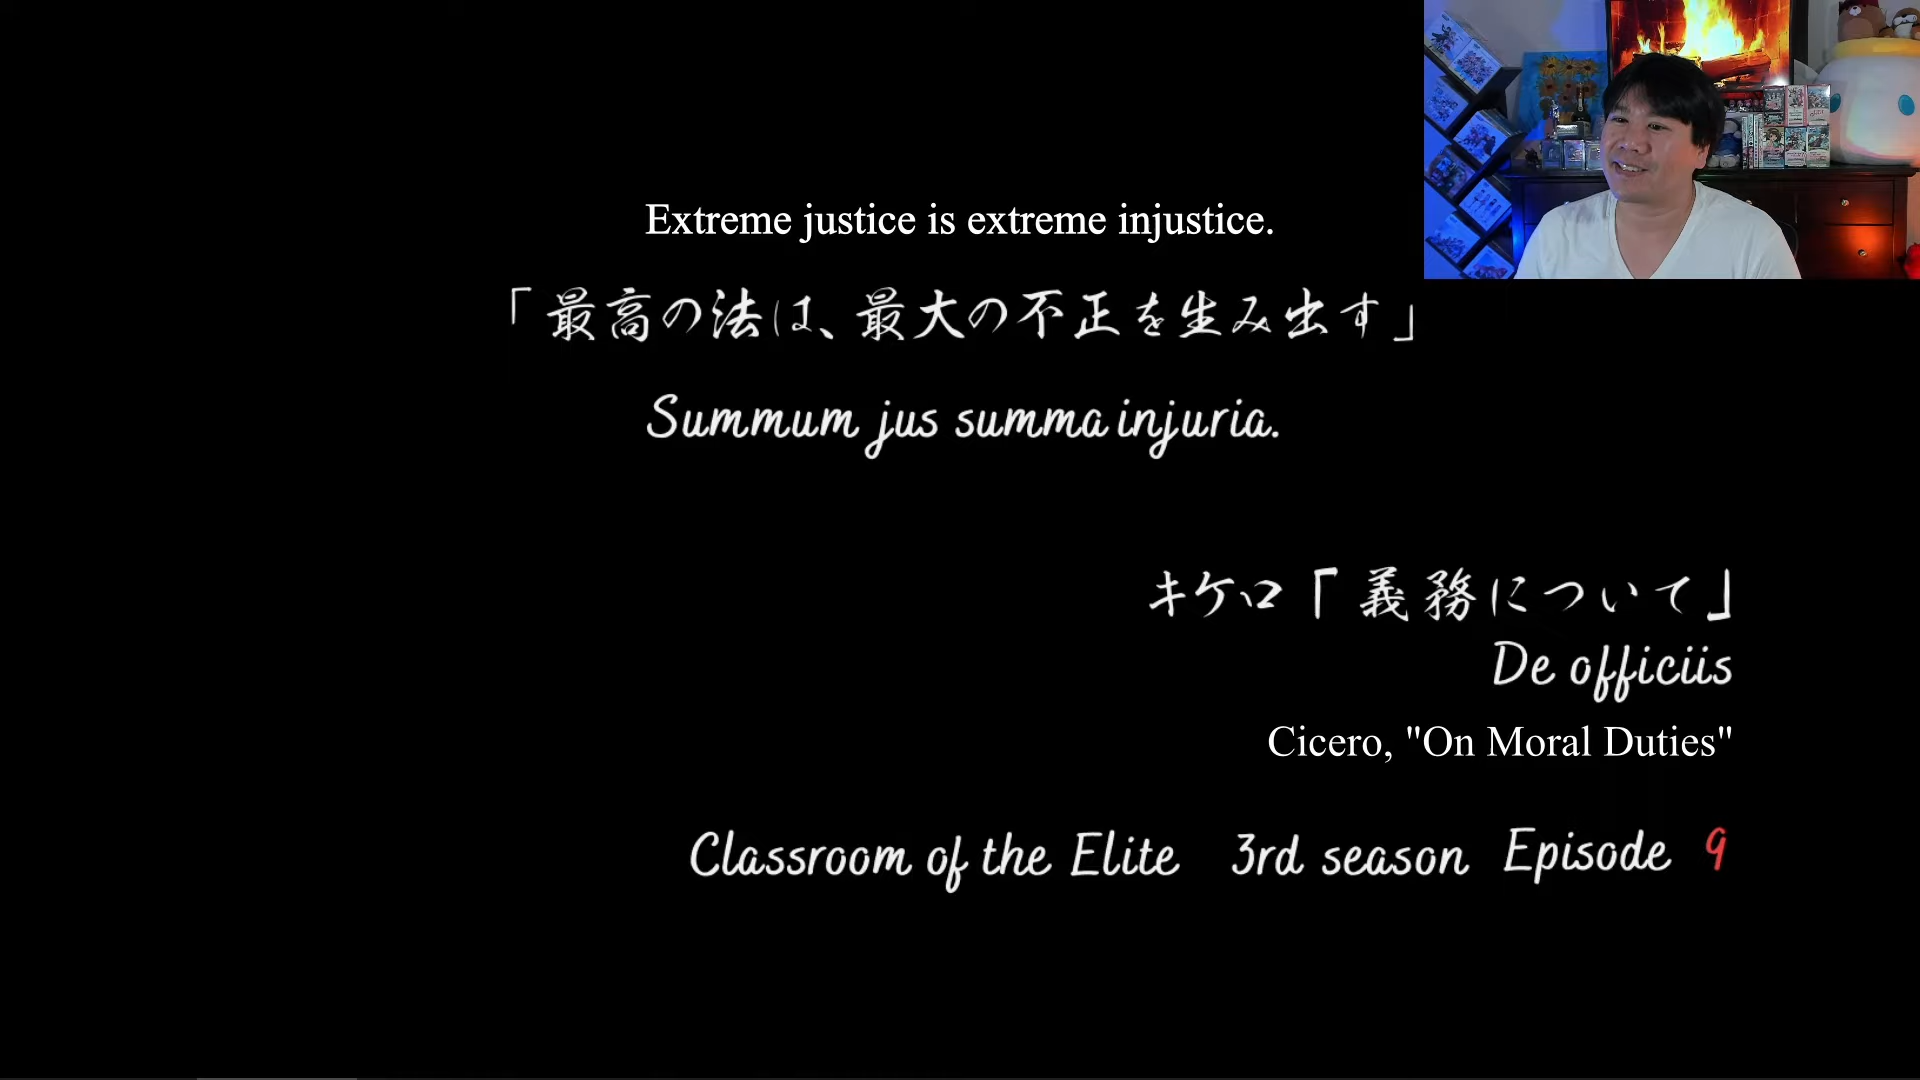 Extreme justice is extreme injustice.
「最高の法は、最大の不正を生み出す」
Summum jus summa injuria.
キケロ「義務について」
De officiis
Cicero, "On Moral Duties"
Classroom of the Elite 3rd season Episode 9